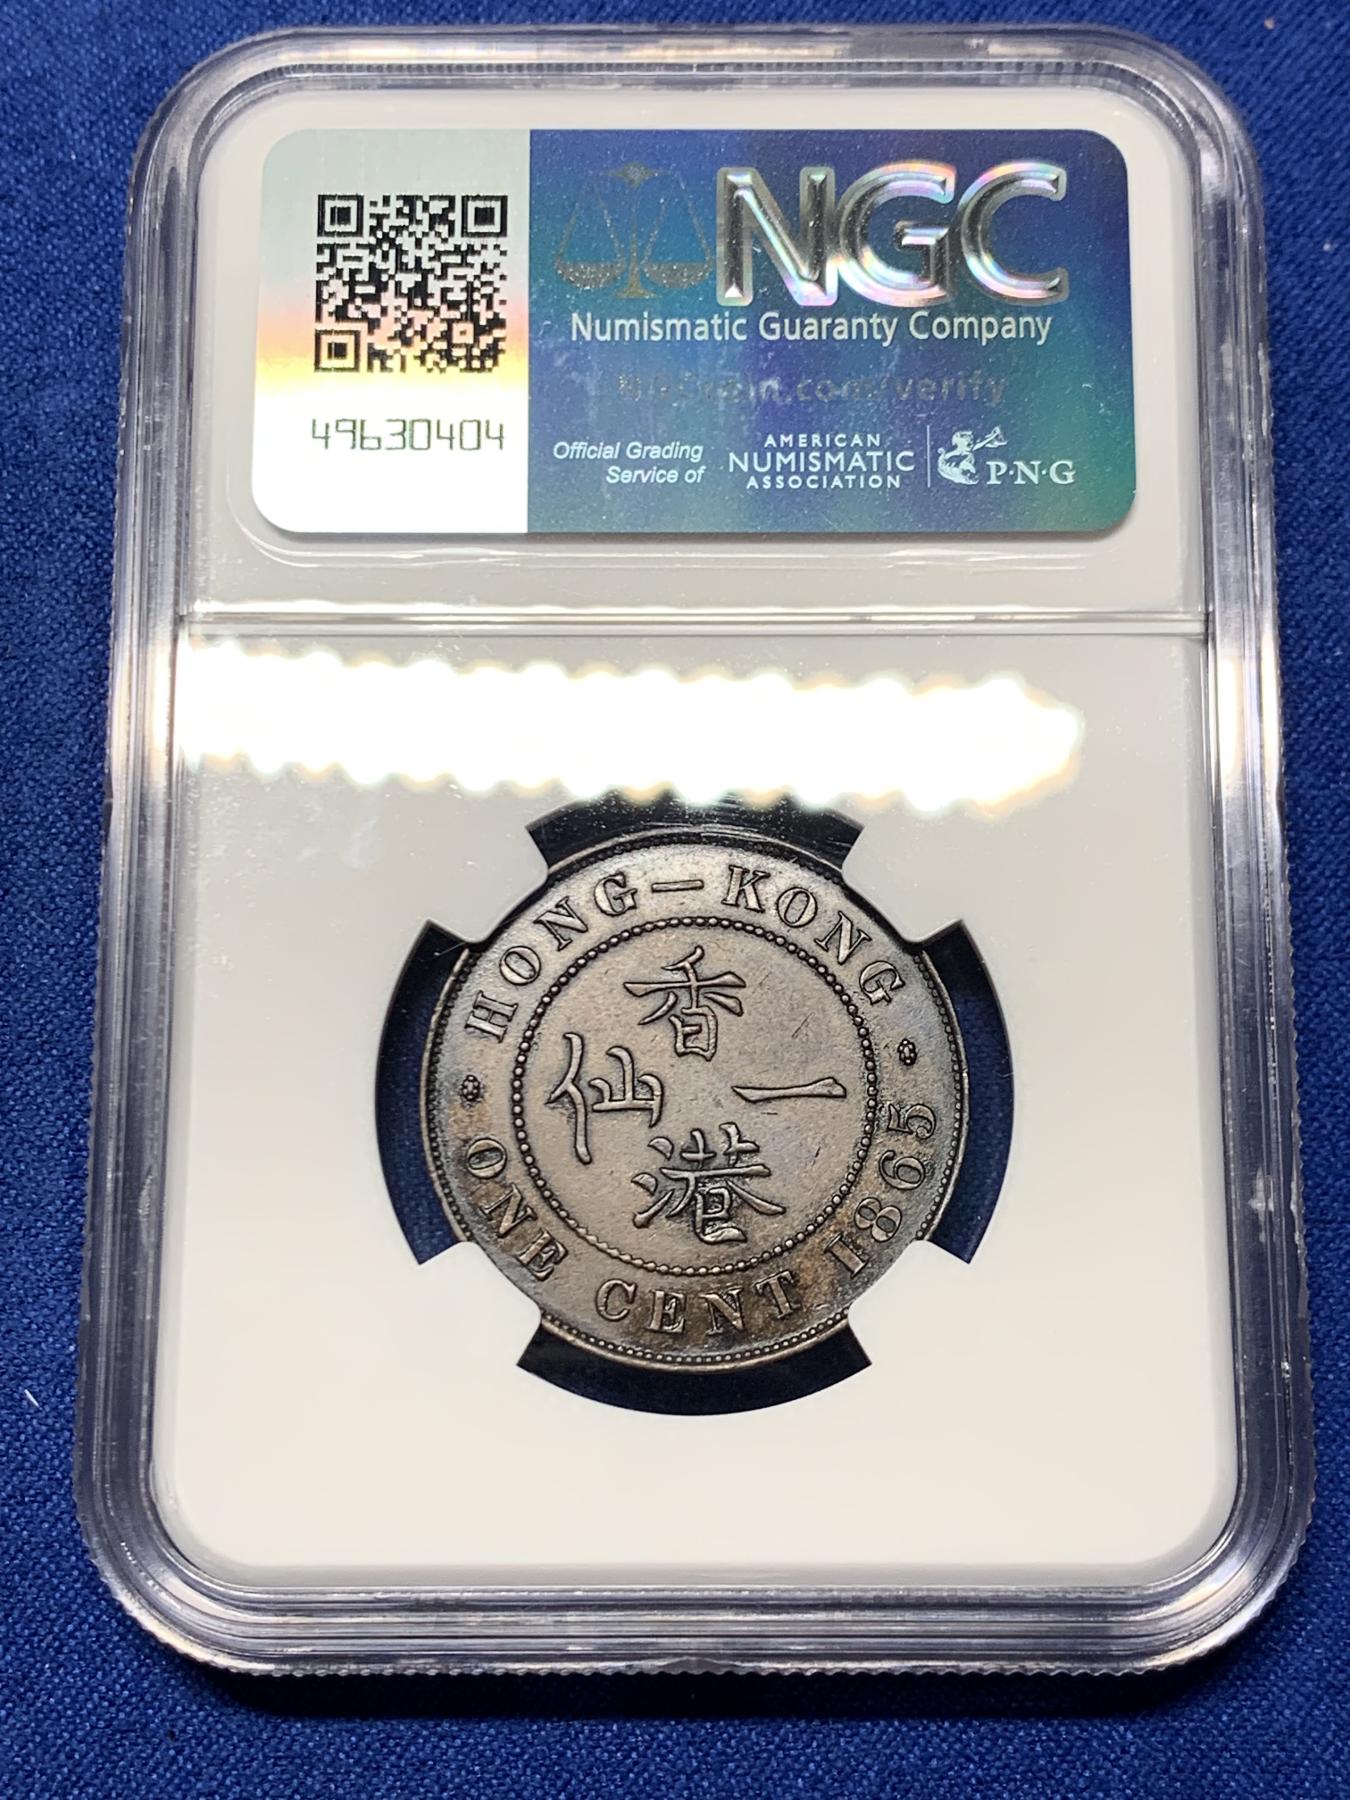 NGC
Numismatic Guaranty Company
NGCcoin.com/verify
49630404
Official Grading
Service of
AMERICAN
NUMISMATIC
ASSOCIATION
P·N·G
HONG–KONG
香
仙 一
港
ONE CENT 1865